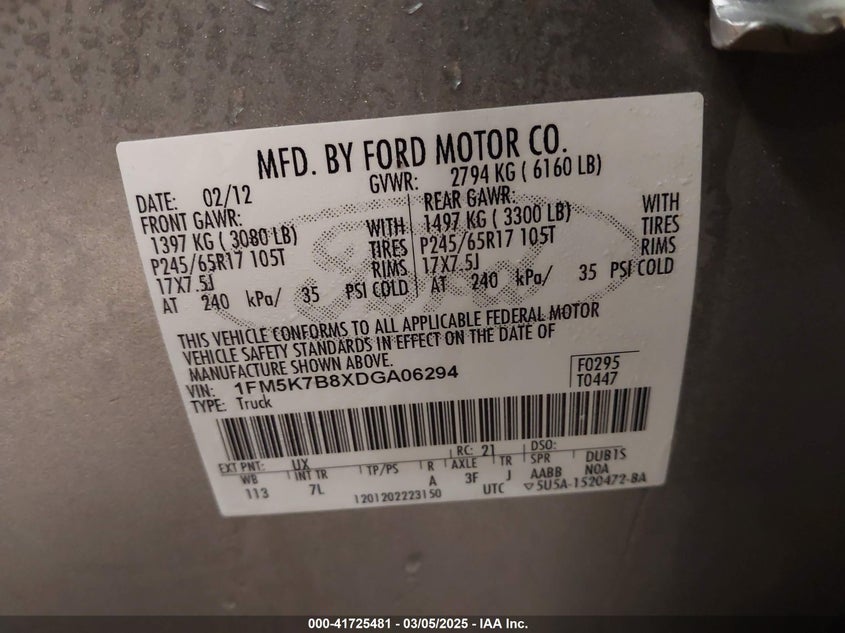 MFD. BY FORD MOTOR CO.
DATE: 02/12 GVWR: 2794 KG ( 6160 LB)
FRONT GAWR: REAR GAWR:
1397 KG ( 3080 LB) WITH 1497 KG ( 3300 LB) WITH
P245/65R17 105T TIRES P245/65R17 105T TIRES
17X7.5J RIMS 17X7.5J RIMS
AT 240 kPa/ 35 PSI COLD AT 240 kPa/ 35 PSI COLD
THIS VEHICLE CONFORMS TO ALL APPLICABLE FEDERAL MOTOR
VEHICLE SAFETY STANDARDS IN EFFECT ON THE DATE OF
MANUFACTURE SHOWN ABOVE.
VIN: 1FM5K7B8XDGA06294 F0295
TYPE: Truck T0447
EXT PNT: UX RC: 21 DSO:
WB INT TR TP/PS R AXLE TR SPR DUB1S
113 7L A 3F J AABB NOA
1201202223150 UTC ▽5U5A-1520472-BA
Ford
000-41725481 - 03/05/2025 - IAA Inc.